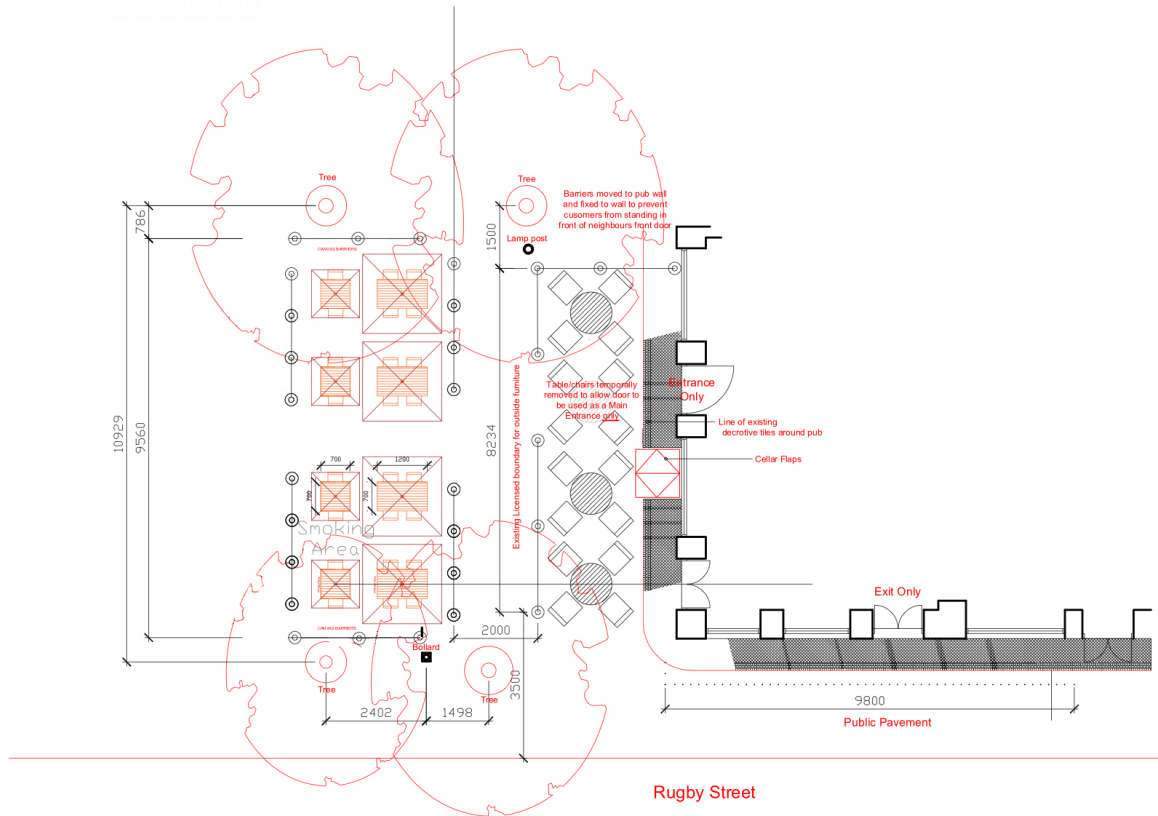 Tree
Tree
Barriers moved to pub wall
and fixed to wall to prevent
cusomers from standing in
front of neighbours front door
786
1500
Lamp post
CANVAS BARRIERS
Entrance
Only
Table/chairs temporally
removed to allow door to
be used as a Main
Entrance only
Line of existing
decrotive tiles around pub
Cellar Flaps
10929
9560
8234
Existing Licensed boundary for outside furniture
700
1200
700
700
Smoking
Area
Exit Only
CANVAS BARRIERS
2000
Bollard
Tree
Tree
3500
2402
1498
9800
Public Pavement
Rugby Street